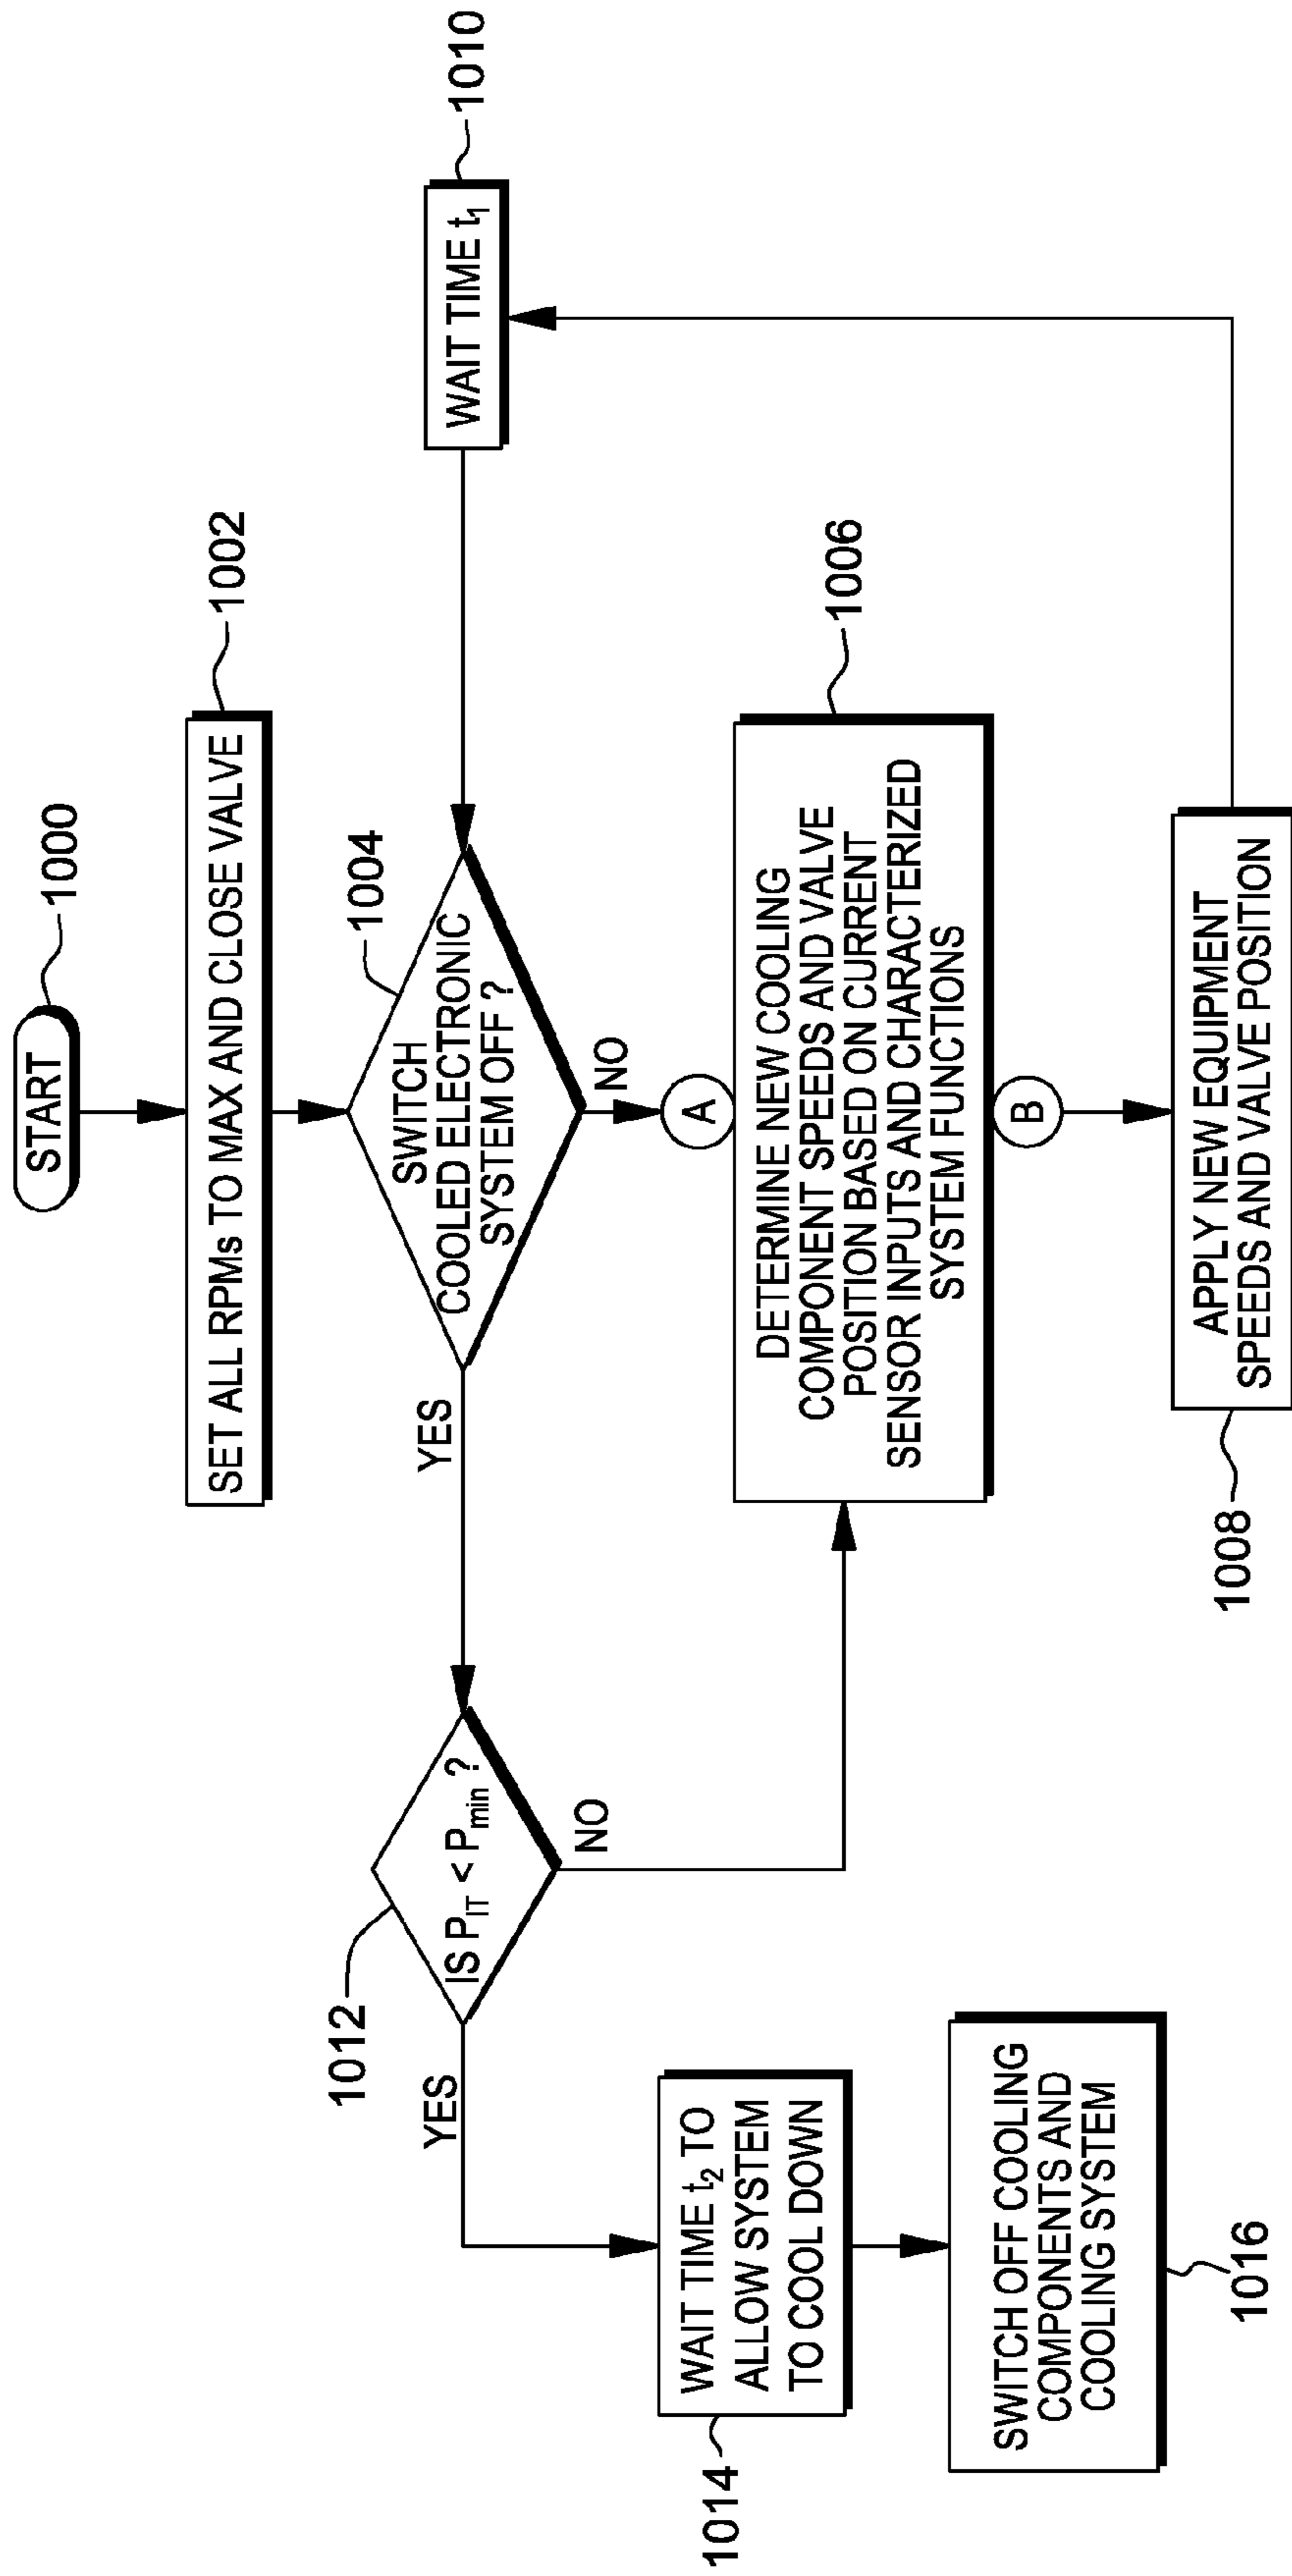 START
1000
SET ALL RPMs TO MAX AND CLOSE VALVE
1002
SWITCH
COOLED ELECTRONIC
SYSTEM OFF ?
1004
YES
NO
WAIT TIME t₁
1010
IS P_IT < P_min ?
1012
YES
NO
A
DETERMINE NEW COOLING
COMPONENT SPEEDS AND VALVE
POSITION BASED ON CURRENT
SENSOR INPUTS AND CHARACTERIZED
SYSTEM FUNCTIONS
1006
B
WAIT TIME t₂ TO
ALLOW SYSTEM
TO COOL DOWN
1014
SWITCH OFF COOLING
COMPONENTS AND
COOLING SYSTEM
1016
APPLY NEW EQUIPMENT
SPEEDS AND VALVE POSITION
1008